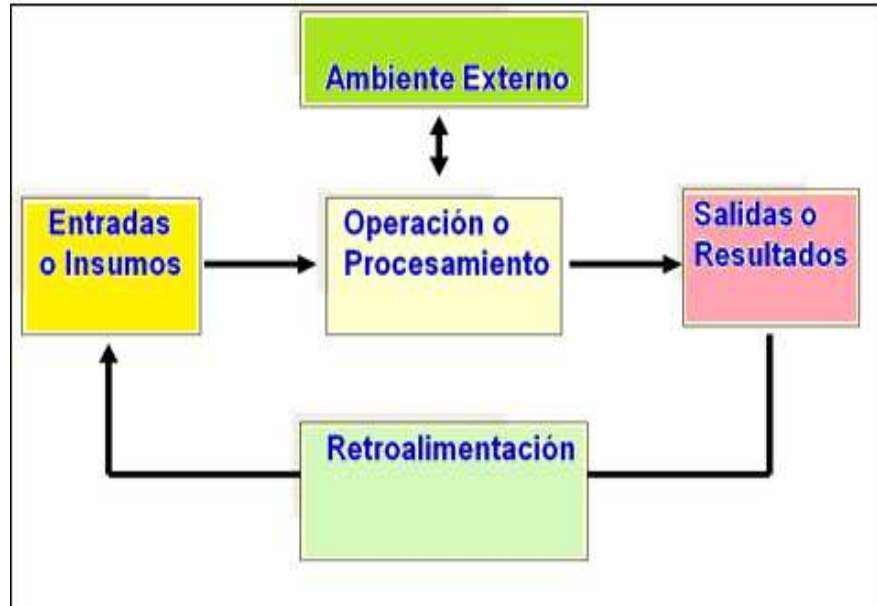 Ambiente Externo
Entradas
o Insumos
Operación o
Procesamiento
Salidas o
Resultados
Retroalimentación